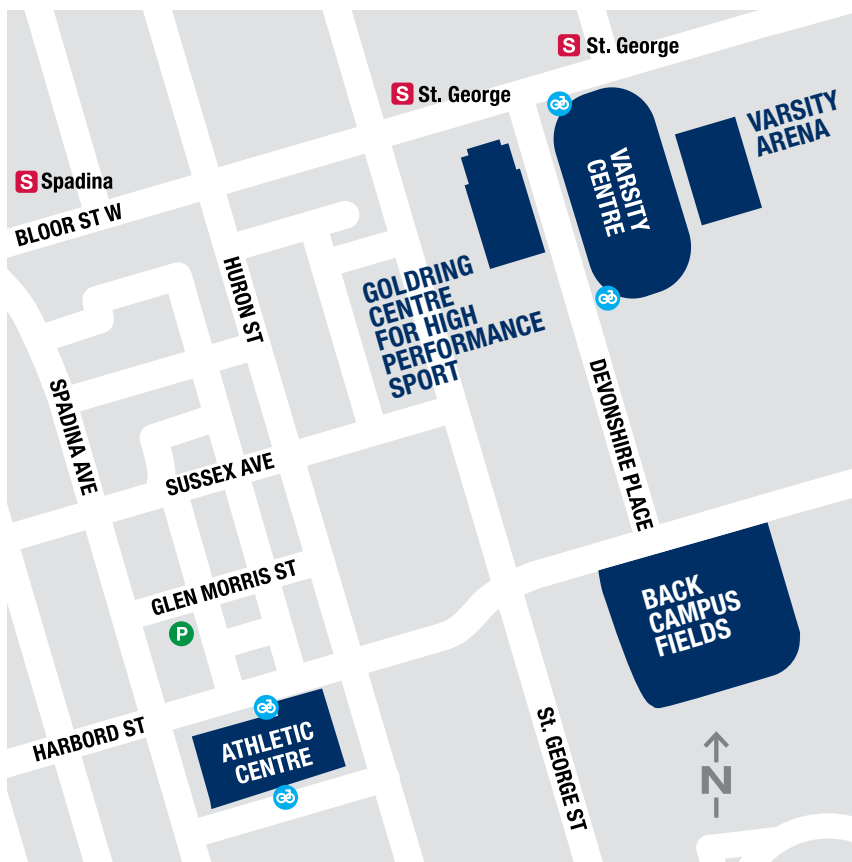 S St. George
S St. George
S Spadina
BLOOR ST W
VARSITY
ARENA
VARSITY
CENTRE
HURON ST
GOLDRING
CENTRE
FOR HIGH
PERFORMANCE
SPORT
SPADINA AVE
DEVONSHIRE PLACE
SUSSEX AVE
GLEN MORRIS ST
P
BACK
CAMPUS
FIELDS
HARBORD ST
ATHLETIC
CENTRE
St. GEORGE ST
N